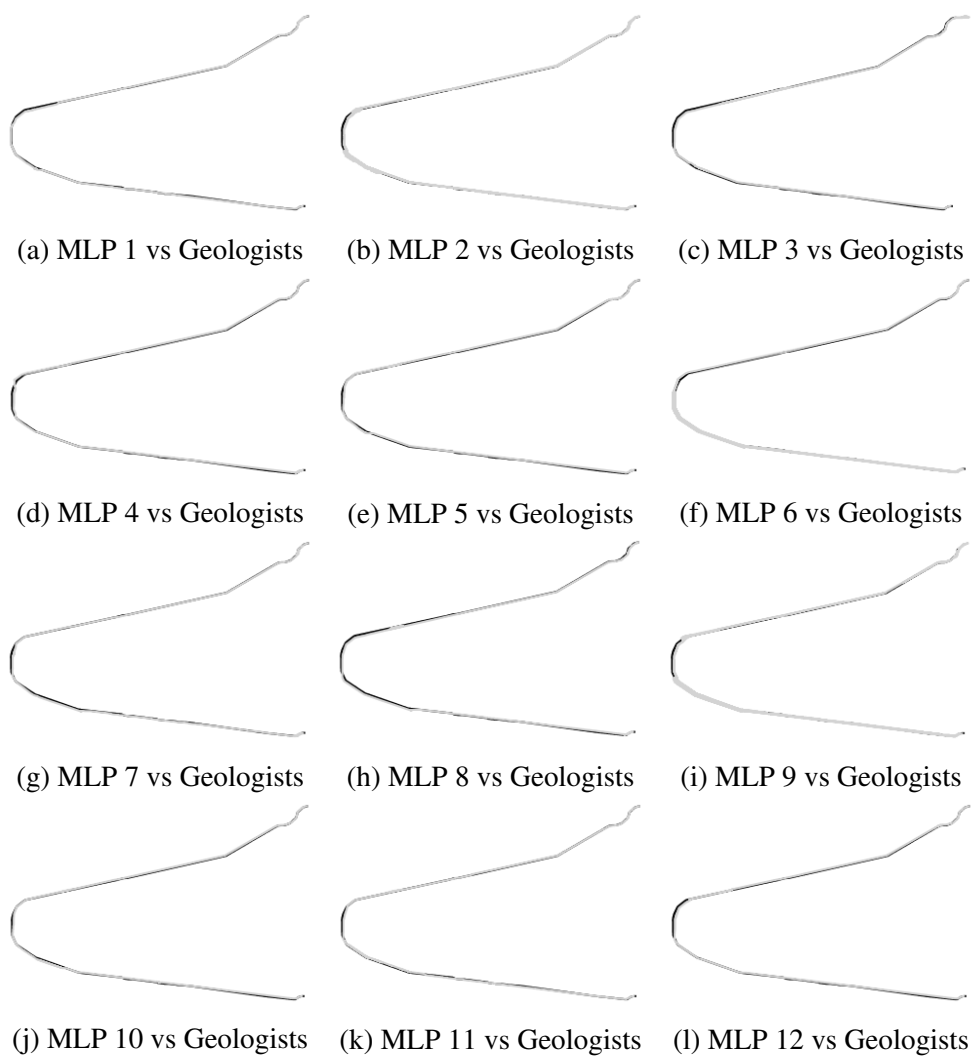 (a) MLP 1 vs Geologists
(b) MLP 2 vs Geologists
(c) MLP 3 vs Geologists
(d) MLP 4 vs Geologists
(e) MLP 5 vs Geologists
(f) MLP 6 vs Geologists
(g) MLP 7 vs Geologists
(h) MLP 8 vs Geologists
(i) MLP 9 vs Geologists
(j) MLP 10 vs Geologists
(k) MLP 11 vs Geologists
(l) MLP 12 vs Geologists